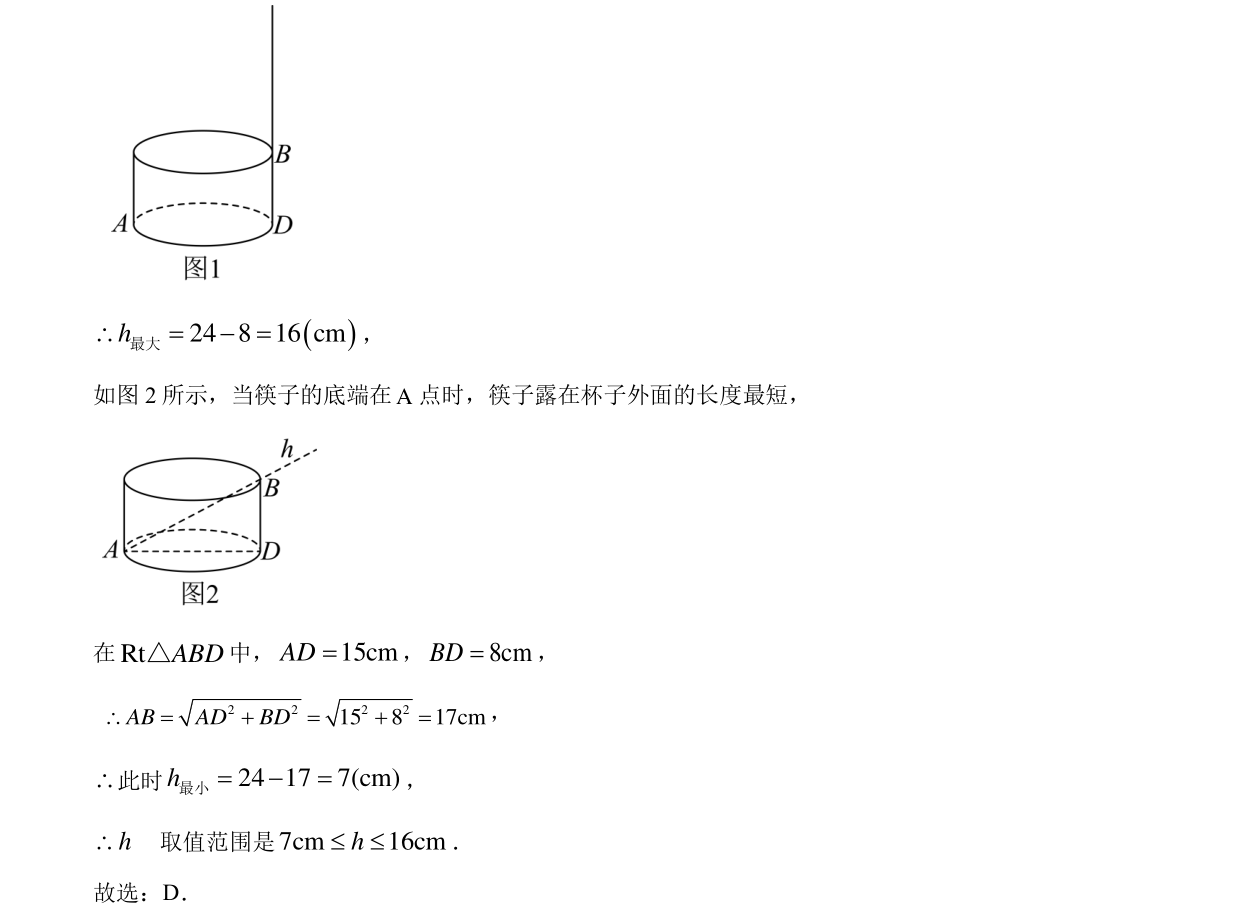 B
A
D
图1
∴h最大 = 24−8 = 16(cm)，
如图 2 所示，当筷子的底端在 A 点时，筷子露在杯子外面的长度最短，
h
B
A
D
图2
在 Rt△ABD 中， AD = 15cm， BD = 8cm，
∴AB = √(AD² + BD²) = √(15² + 8²) = 17cm，
∴此时 h最小 = 24−17 = 7(cm)，
∴h 取值范围是 7cm ≤ h ≤ 16cm．
故选：D．